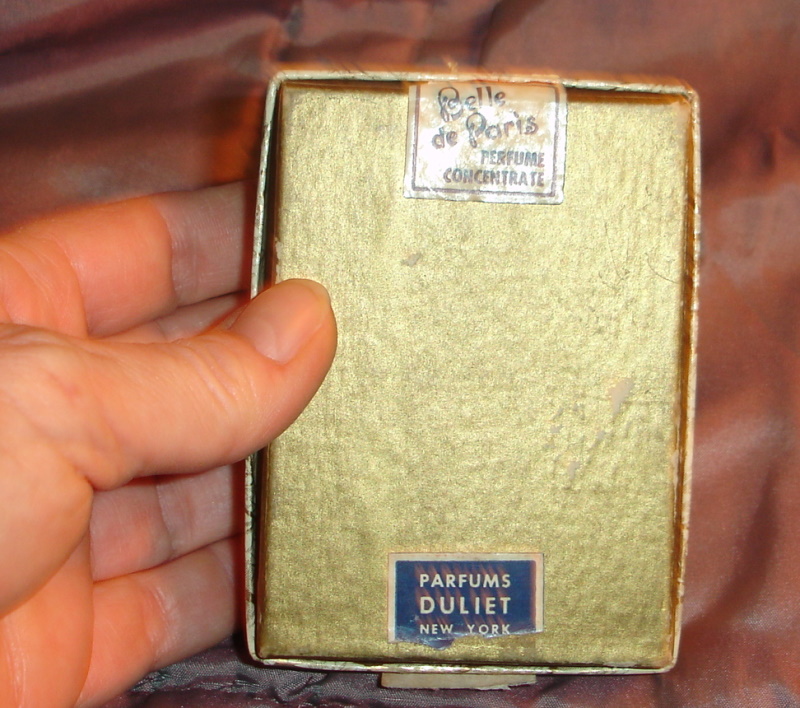 Belle
de Paris
PERFUME
CONCENTRATE
PARFUMS
DULIET
NEW YORK